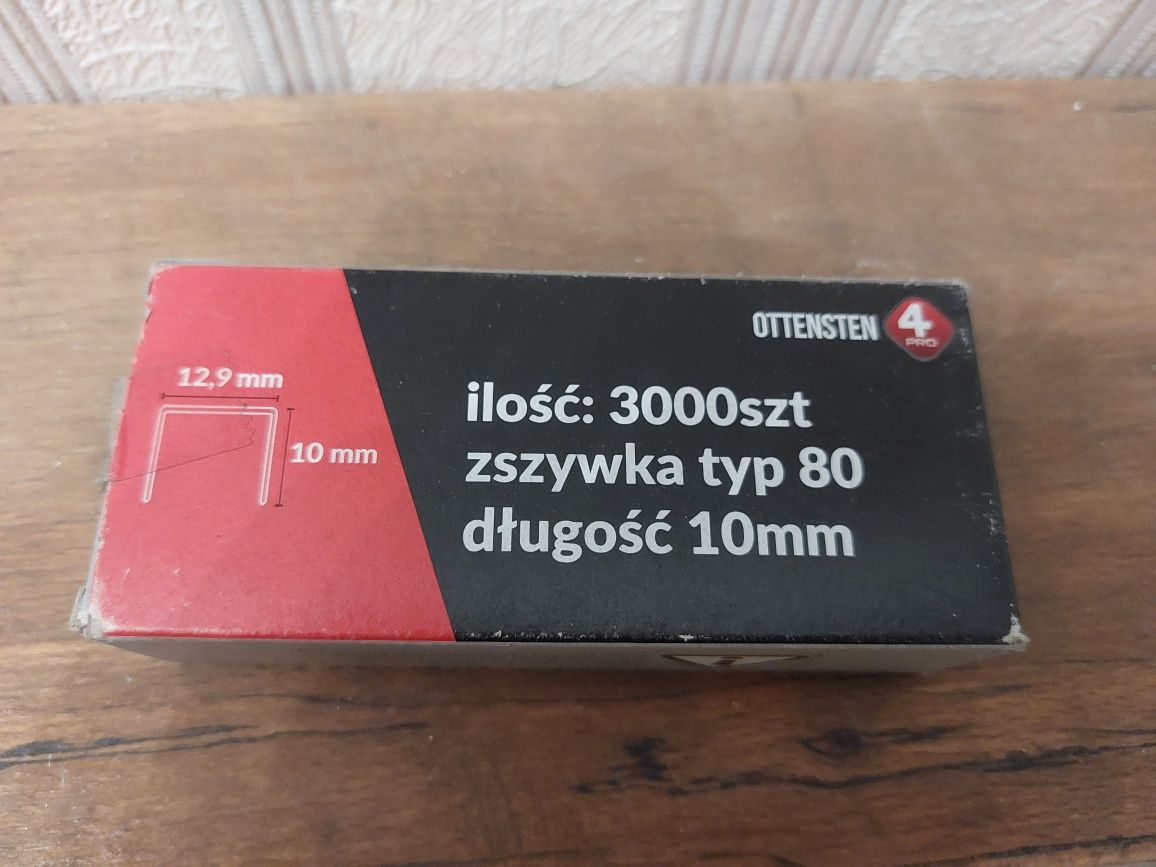 OTTENSTEN 4 PRO
12,9 mm
10 mm
ilość: 3000szt
zszywka typ 80
długość 10mm